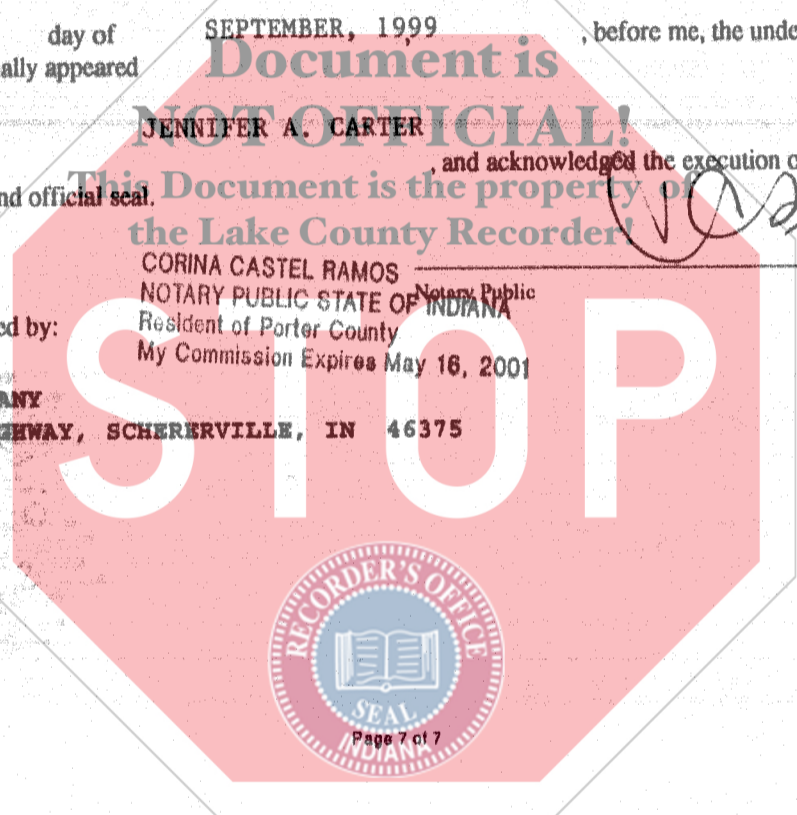 day of SEPTEMBER, 1999 , before me, the unde
ally appeared
Document is
NOT OFFICIAL!
JENNIFER A. CARTER
, and acknowledged the execution o
This Document is the property of
nd official seal.
the Lake County Recorder!
CORINA CASTEL RAMOS
NOTARY PUBLIC STATE OF INDIANA
Notary Public
ed by:
Resident of Porter County
My Commission Expires May 16, 2001
ANY
GHWAY, SCHERERVILLE, IN 46375
STOP
RECORDER'S OFFICE
SEAL
Page 7 of 7
INDIANA